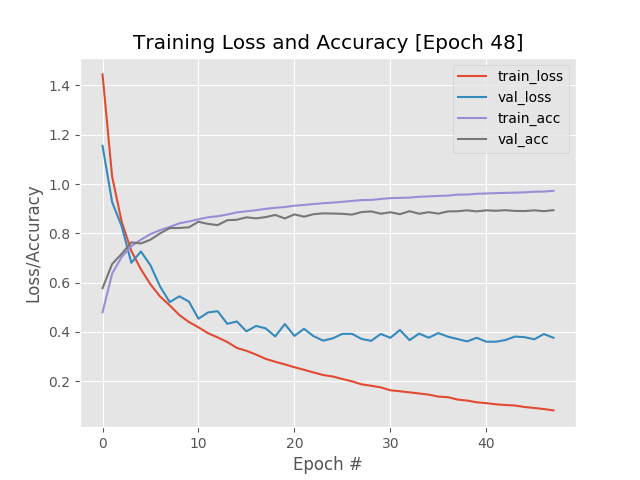 Training Loss and Accuracy [Epoch 48]
train_loss
val_loss
train_acc
val_acc
1.4
1.2
1.0
0.8
0.6
0.4
0.2
Loss/Accuracy
0 10 20 30 40
Epoch #